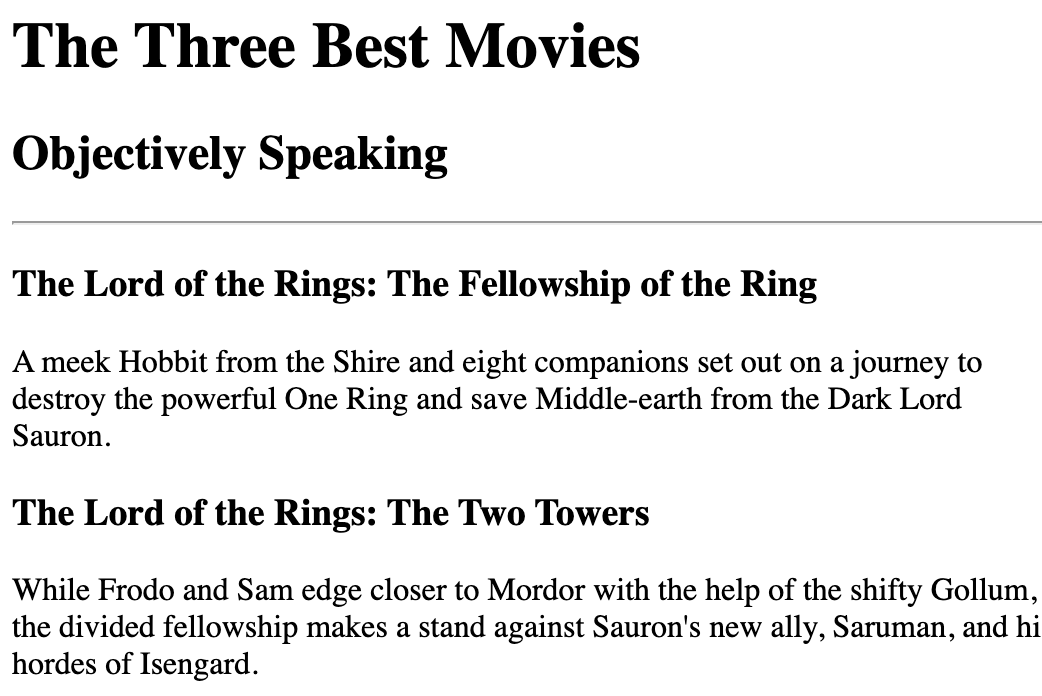 The Three Best Movies
Objectively Speaking
The Lord of the Rings: The Fellowship of the Ring
A meek Hobbit from the Shire and eight companions set out on a journey to
destroy the powerful One Ring and save Middle-earth from the Dark Lord
Sauron.
The Lord of the Rings: The Two Towers
While Frodo and Sam edge closer to Mordor with the help of the shifty Gollum,
the divided fellowship makes a stand against Sauron's new ally, Saruman, and hi
hordes of Isengard.